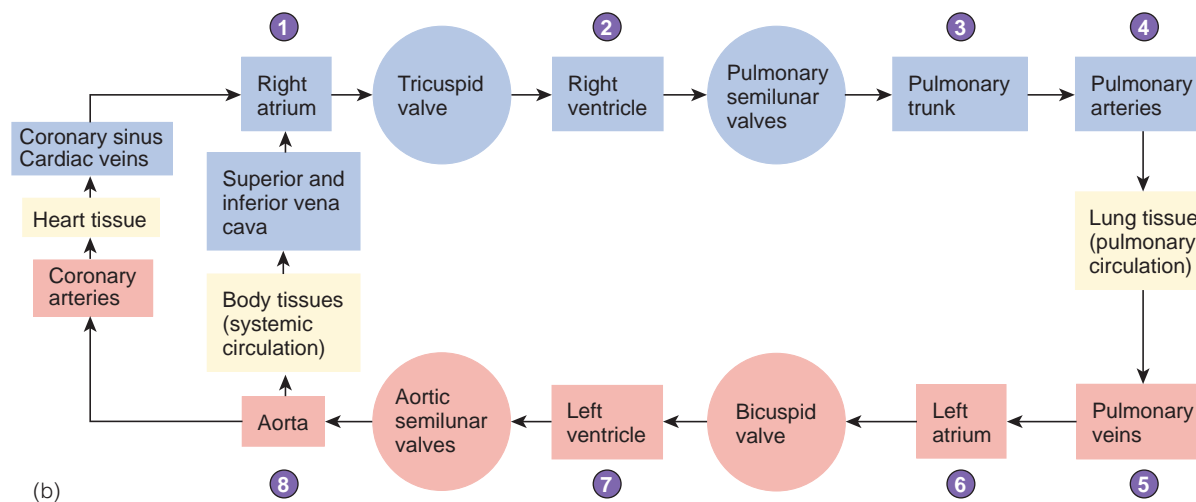 1
2
3
4
Right
atrium
Tricuspid
valve
Right
ventricle
Pulmonary
semilunar
valves
Pulmonary
trunk
Pulmonary
arteries
Coronary sinus
Cardiac veins
Superior and
inferior vena
cava
Heart tissue
Lung tissue
(pulmonary
circulation)
Coronary
arteries
Body tissues
(systemic
circulation)
Aorta
Aortic
semilunar
valves
Left
ventricle
Bicuspid
valve
Left
atrium
Pulmonary
veins
8
7
6
5
(b)